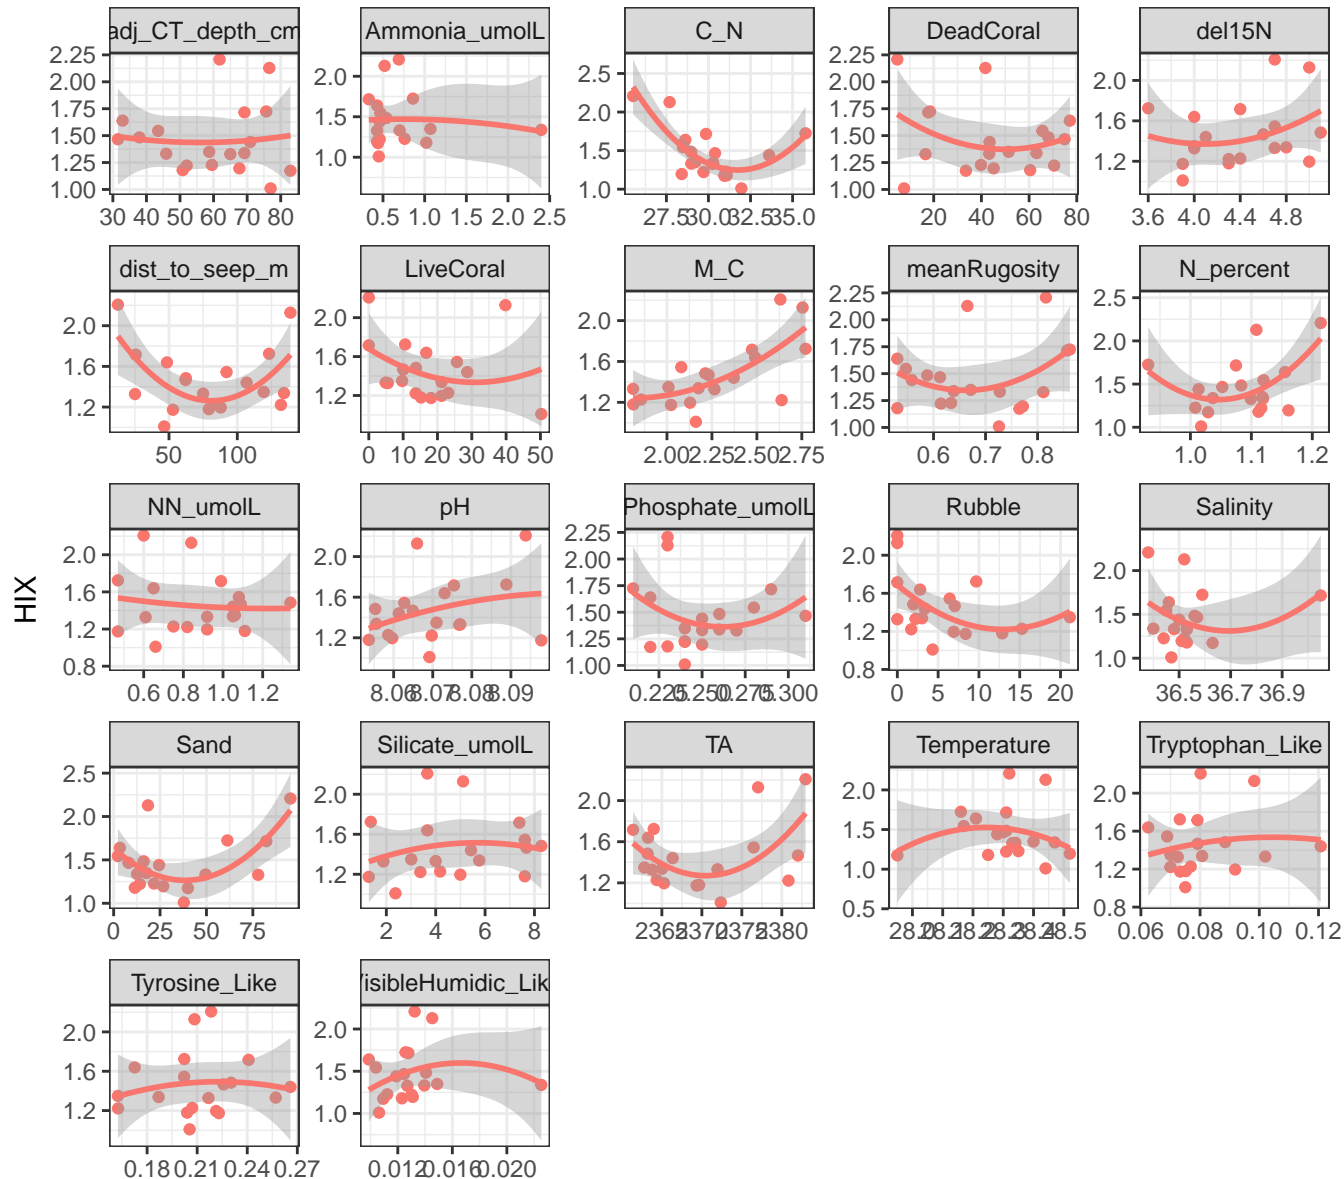 adj_CT_depth_cm Ammonia_umolL C_N DeadCoral del15N
2.25 2.00 1.75 1.50 1.25 1.00
2.0 1.5 1.0
2.5 2.0 1.5 1.0
2.25 2.00 1.75 1.50 1.25 1.00
2.0 1.6 1.2
30 40 50 60 70 80
0.5 1.0 1.5 2.0 2.5
27.5 30.0 32.5 35.0
20 40 60 80
3.6 4.0 4.4 4.8
dist_to_seep_m LiveCoral M_C meanRugosity N_percent
2.0 1.6 1.2
2.0 1.6 1.2
2.0 1.6 1.2
2.25 2.00 1.75 1.50 1.25 1.00
2.5 2.0 1.5 1.0
50 100
0 10 20 30 40 50
2.00 2.25 2.50 2.75
0.6 0.7 0.8
1.0 1.1 1.2
HIX
NN_umolL pH Phosphate_umolL Rubble Salinity
2.0 1.6 1.2 0.8
2.0 1.6 1.2
2.25 2.00 1.75 1.50 1.25 1.00
2.0 1.6 1.2 0.8
2.0 1.5 1.0
0.6 0.8 1.0 1.2
8.06 8.07 8.08 8.09
0.225 0.250 0.275 0.300
0 5 10 15 20
36.5 36.7 36.9
Sand Silicate_umolL TA Temperature Tryptophan_Like
2.5 2.0 1.5 1.0
2.0 1.6 1.2 0.8
2.0 1.6 1.2
2.0 1.5 1.0 0.5
2.0 1.6 1.2 0.8
0 25 50 75
2 4 6 8
2365 2370 2375 2380
28.0 28.1 28.2 28.3 28.4 28.5
0.06 0.08 0.10 0.12
Tyrosine_Like VisibleHumidic_Like
2.0 1.6 1.2
2.0 1.5 1.0
0.18 0.21 0.24 0.27
0.012 0.016 0.020